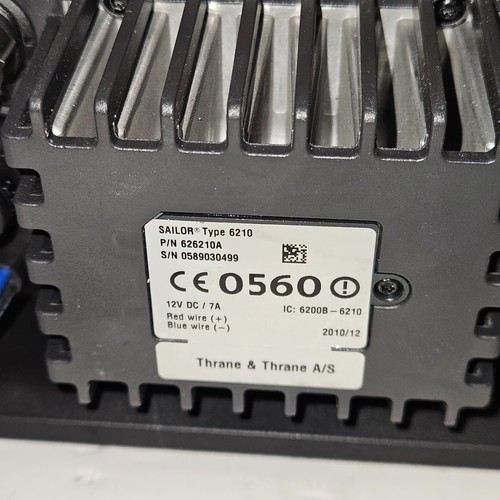 SAILOR® Type 6210
P/N 626210A
S/N 0589030499
CE 0560
12V DC / 7A
IC: 6200B-6210
Red wire (+)
Blue wire (-)
2010/12
Thrane & Thrane A/S